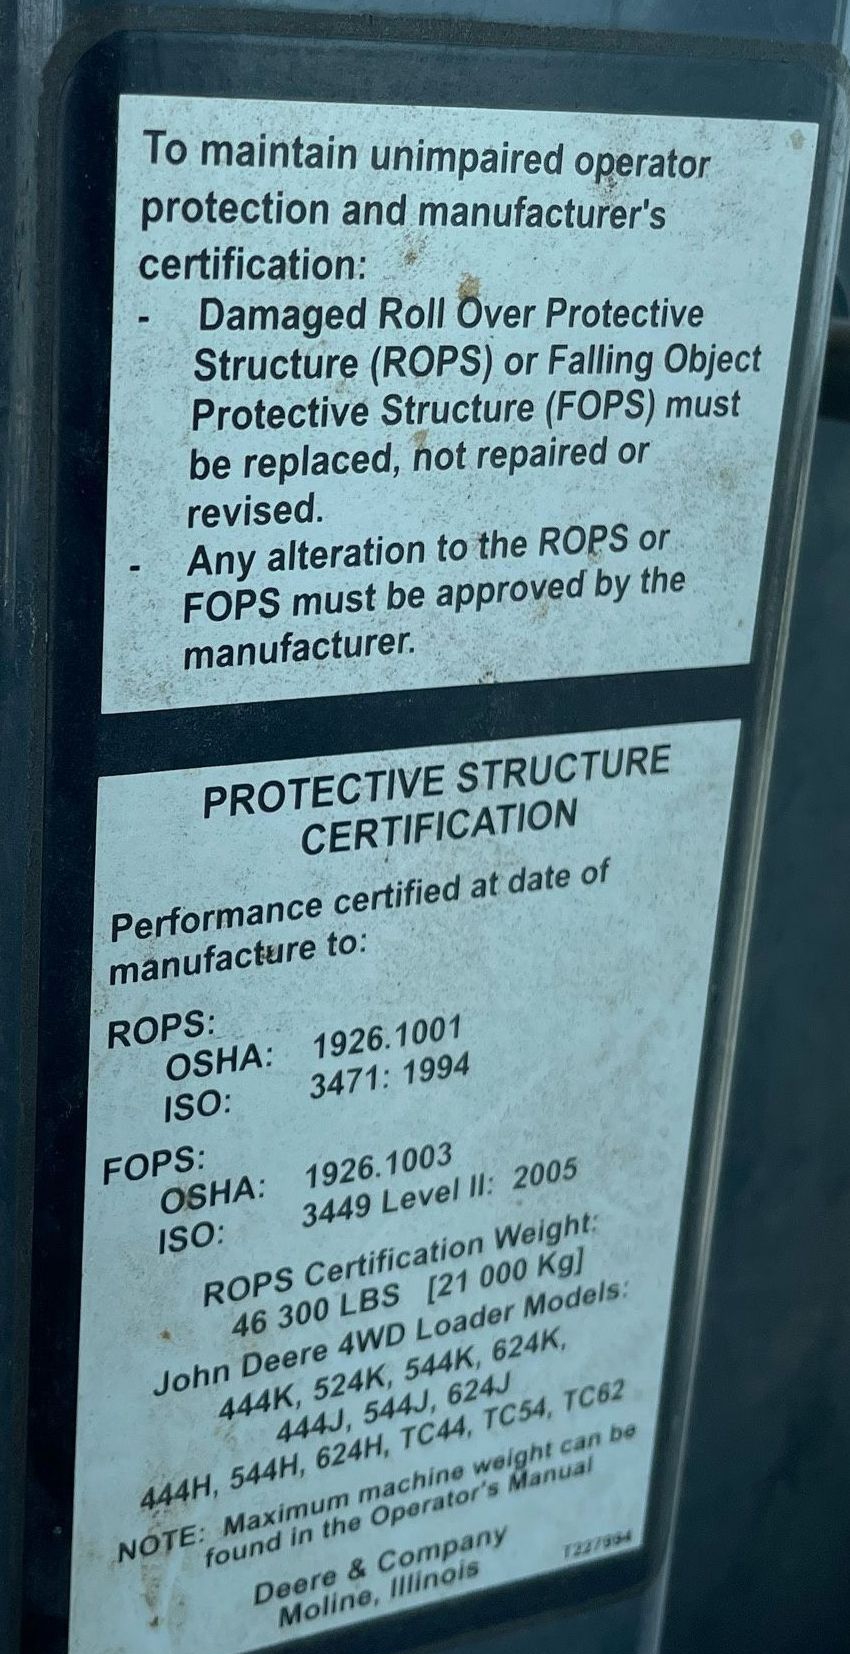 To maintain unimpaired operator
protection and manufacturer's
certification:
- Damaged Roll Over Protective
Structure (ROPS) or Falling Object
Protective Structure (FOPS) must
be replaced, not repaired or
revised.
- Any alteration to the ROPS or
FOPS must be approved by the
manufacturer.
PROTECTIVE STRUCTURE
CERTIFICATION
Performance certified at date of
manufacture to:
ROPS:
OSHA: 1926.1001
ISO: 3471: 1994
FOPS:
OSHA: 1926.1003
ISO: 3449 Level II: 2005
ROPS Certification Weight:
46 300 LBS [21 000 Kg]
John Deere 4WD Loader Models:
444K, 524K, 544K, 624K,
444J, 544J, 624J
444H, 544H, 624H, TC44, TC54, TC62
NOTE: Maximum machine weight can be
found in the Operator's Manual
Deere & Company
Moline, Illinois